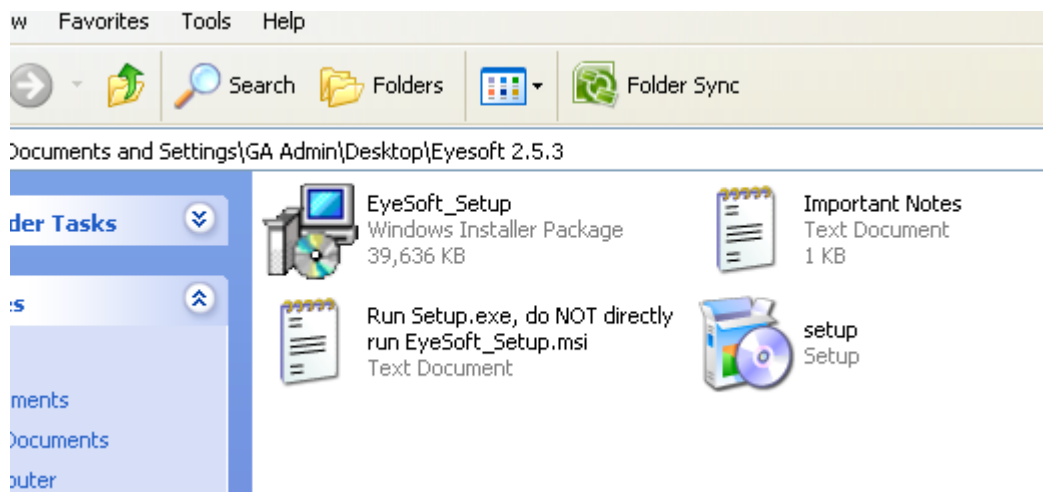 w Favorites Tools Help
Search Folders Folder Sync
Documents and Settings\GA Admin\Desktop\Eyesoft 2.5.3
der Tasks
EyeSoft_Setup
Windows Installer Package
39,636 KB
Important Notes
Text Document
1 KB
:s
Run Setup.exe, do NOT directly
run EyeSoft_Setup.msi
Text Document
setup
Setup
ments
Documents
puter